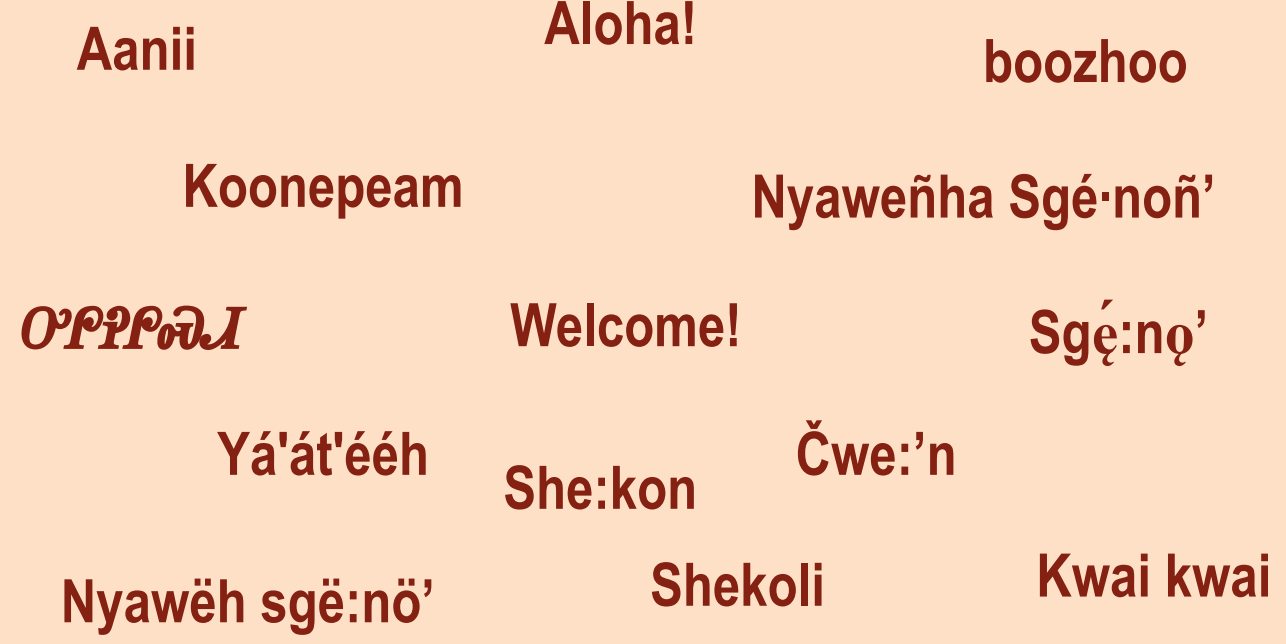 Aanii
Aloha!
boozhoo
Koonepeam
Nyaweñha Sgé·noñ’
ᎤᎵᎮᎵᏍᏗ
Welcome!
Sgę́:nǫ’
Yá'át'ééh
She:kon
Čwe:’n
Nyawëh sgë:nö’
Shekoli
Kwai kwai